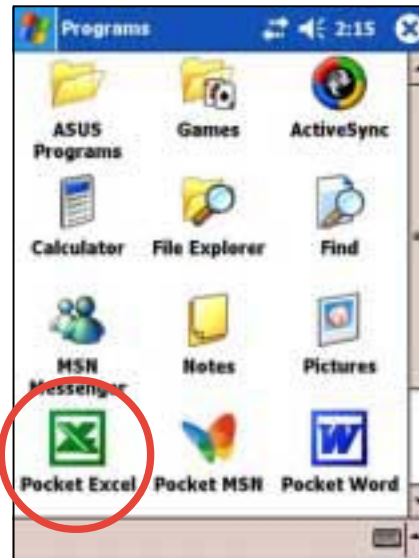 Programs 2:15
ASUS Programs Games ActiveSync
Calculator File Explorer Find
MSN Messenger Notes Pictures
Pocket Excel Pocket MSN Pocket Word